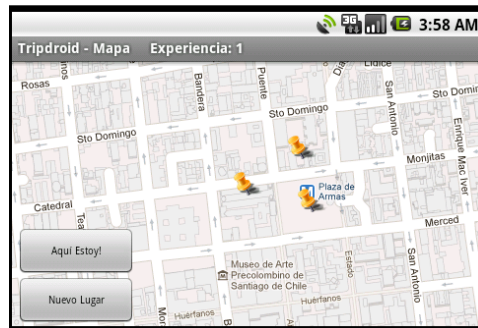 3G 3:58 AM
Tripdroid - Mapa Experiencia: 1
Rosas
Bandera
Puente
Lidice
San Antonio
Sto Domingo
Sto Domingo
Enrique Mac Iver
Monjitas
Plaza de
Armas
Catedral
Merced
Aquí Estoy!
Museo de Arte
Precolombino de
Santiago de Chile
Estado
San Antonio
Nuevo Lugar
Huerfanos
Huerfanos